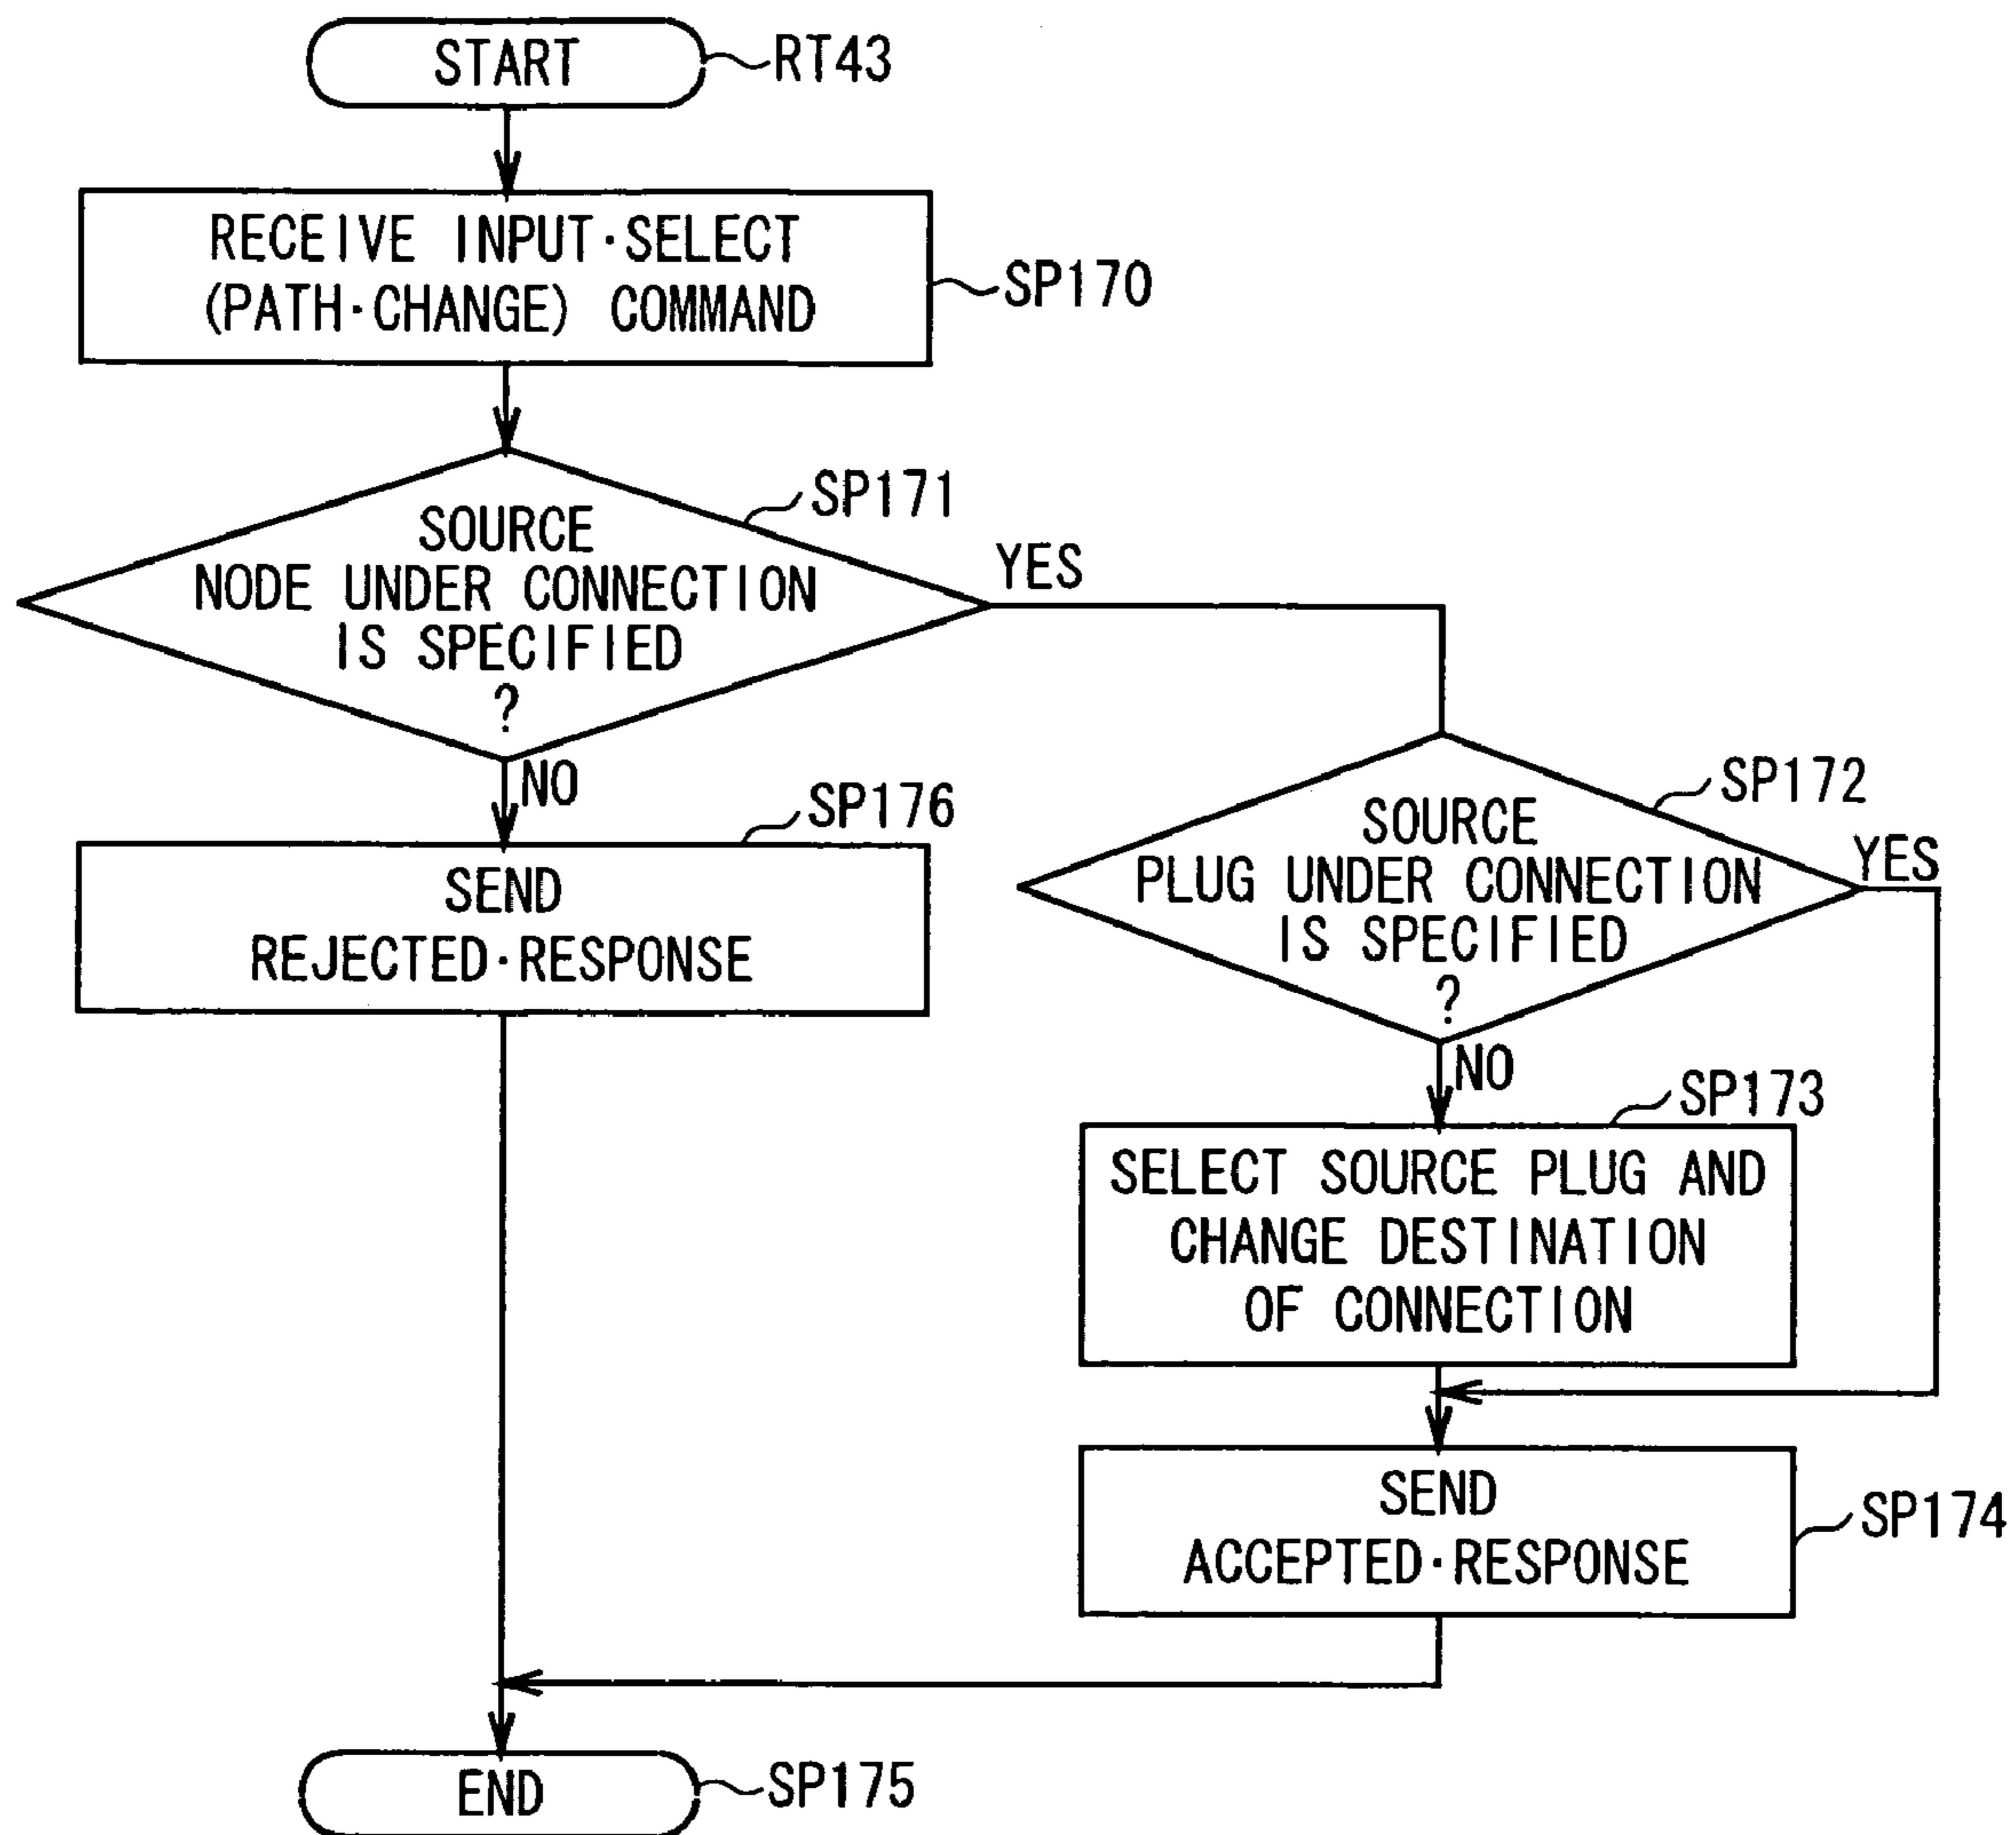 START
RT43
RECEIVE INPUT·SELECT
(PATH·CHANGE) COMMAND
SP170
SP171
SOURCE
NODE UNDER CONNECTION
IS SPECIFIED
?
YES
NO
SP176
SEND
REJECTED·RESPONSE
SP172
SOURCE
PLUG UNDER CONNECTION
IS SPECIFIED
?
YES
NO
SP173
SELECT SOURCE PLUG AND
CHANGE DESTINATION
OF CONNECTION
SEND
ACCEPTED·RESPONSE
SP174
END
SP175